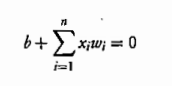 b + \sum_{i=1}^{n} x_i w_i = 0